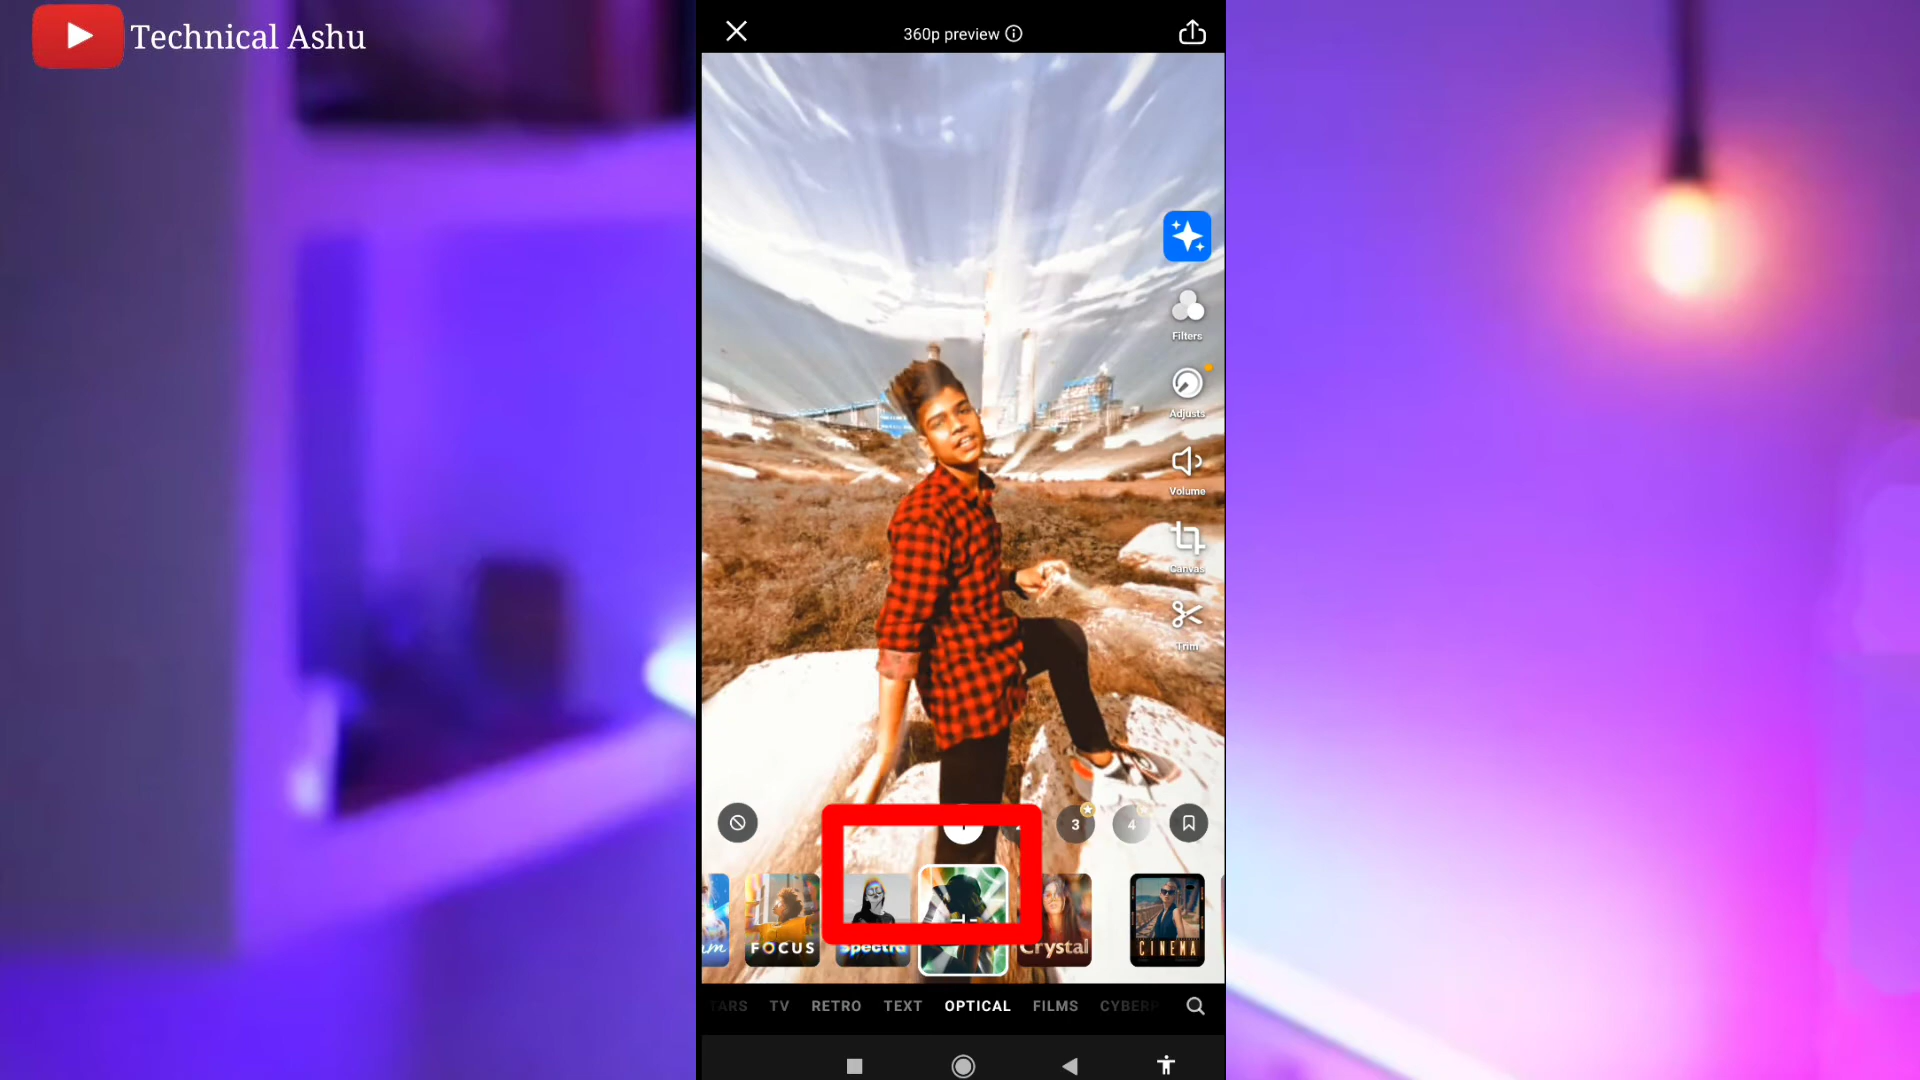 Technical Ashu
360p preview
Filters
Adjusts
Volume
Canvas
Trim
3
4
FOCUS
Spectra
Crystal
CINEMA
TV RETRO TEXT OPTICAL FILMS